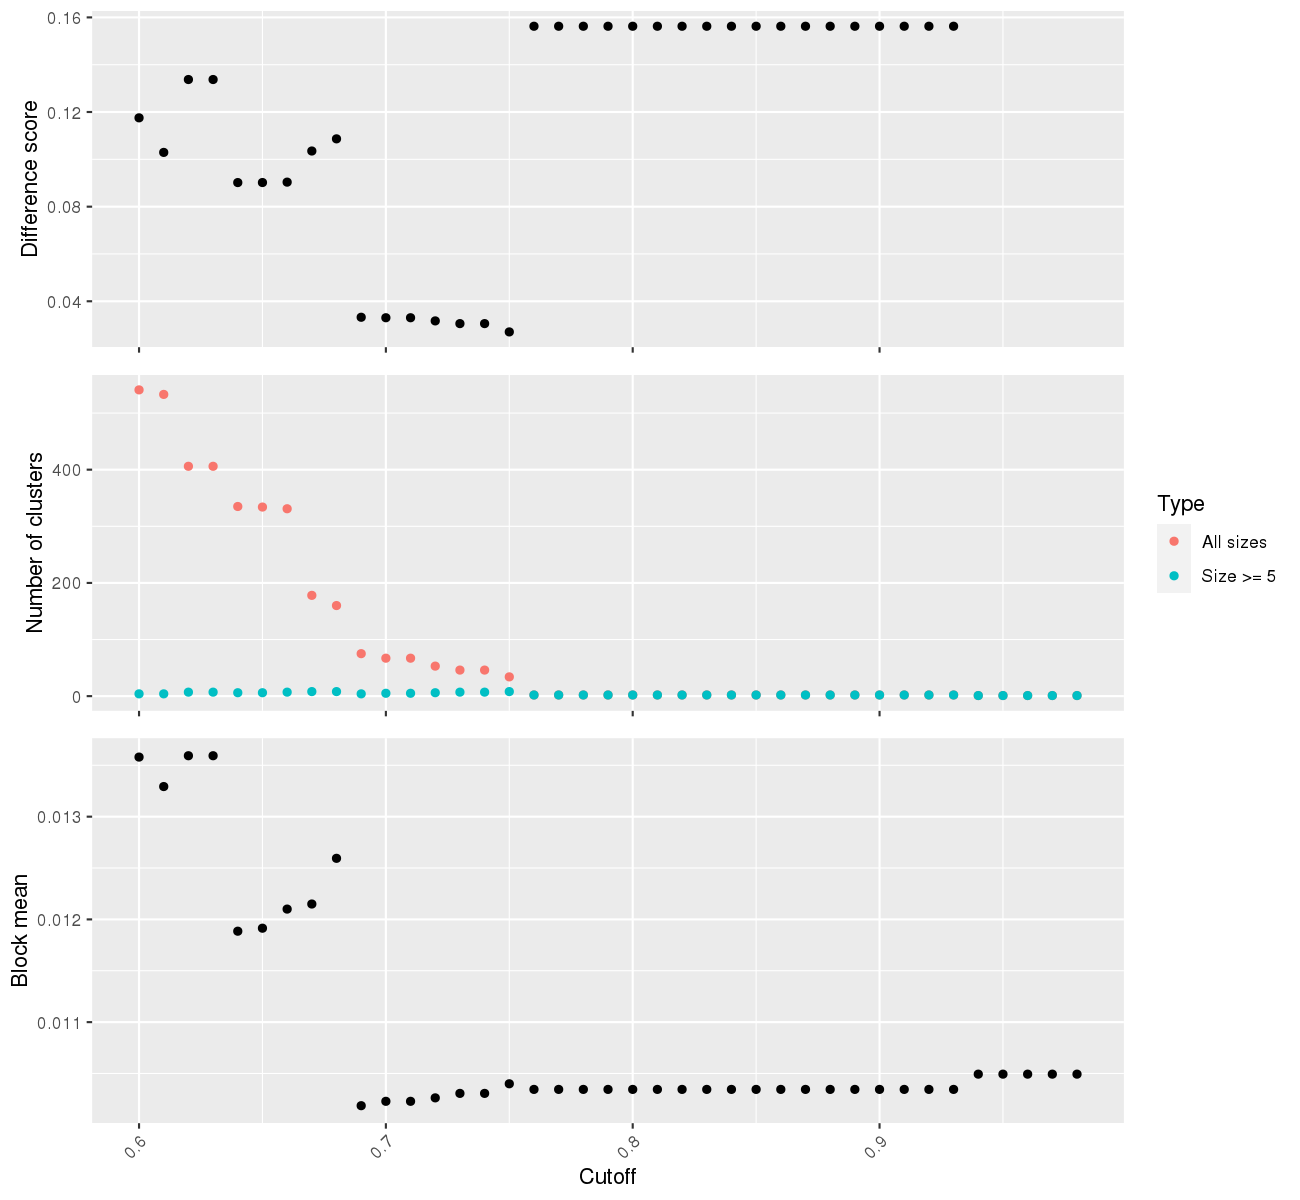 0.16
0.12
0.08
0.04
Difference score
400
200
0
Number of clusters
0.013
0.012
0.011
Block mean
0.6
0.7
0.8
0.9
Cutoff
Type
All sizes
Size >= 5